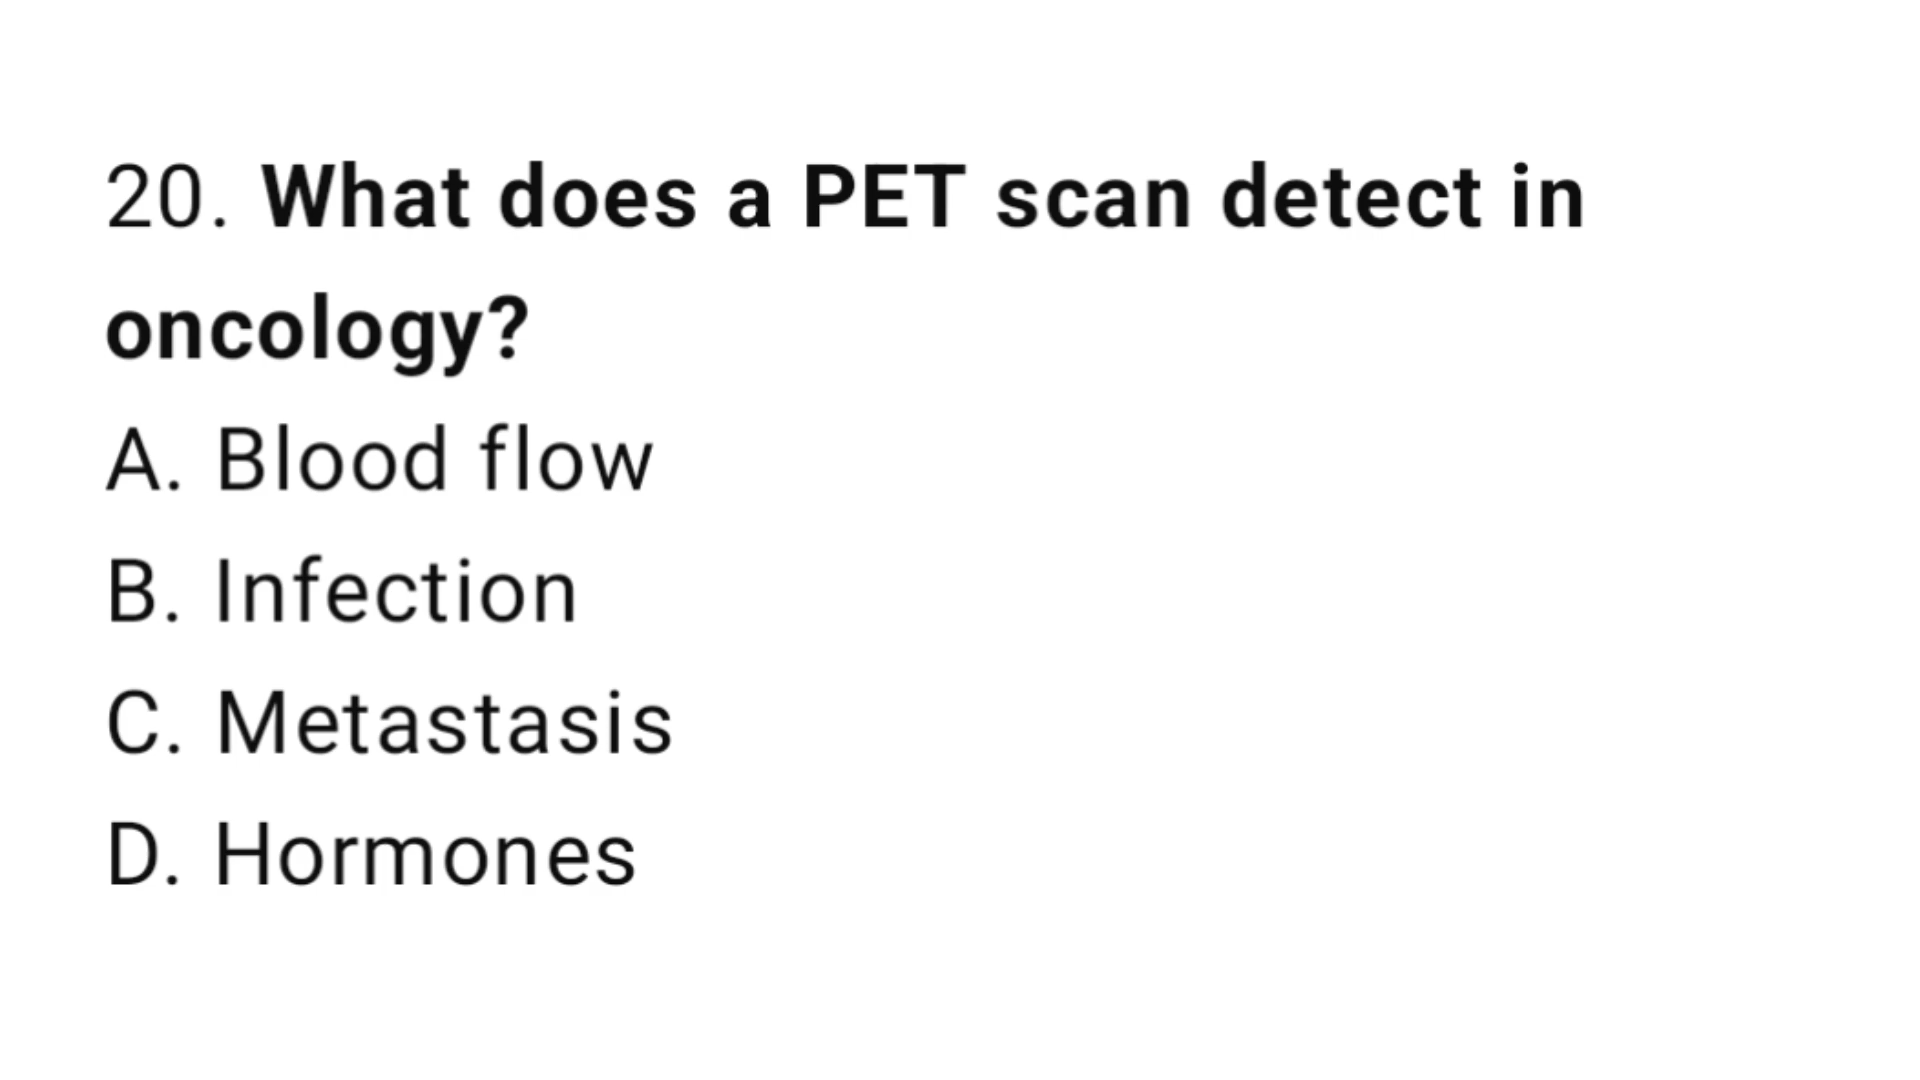 20. What does a PET scan detect in
oncology?
A. Blood flow
B. Infection
C. Metastasis
D. Hormones